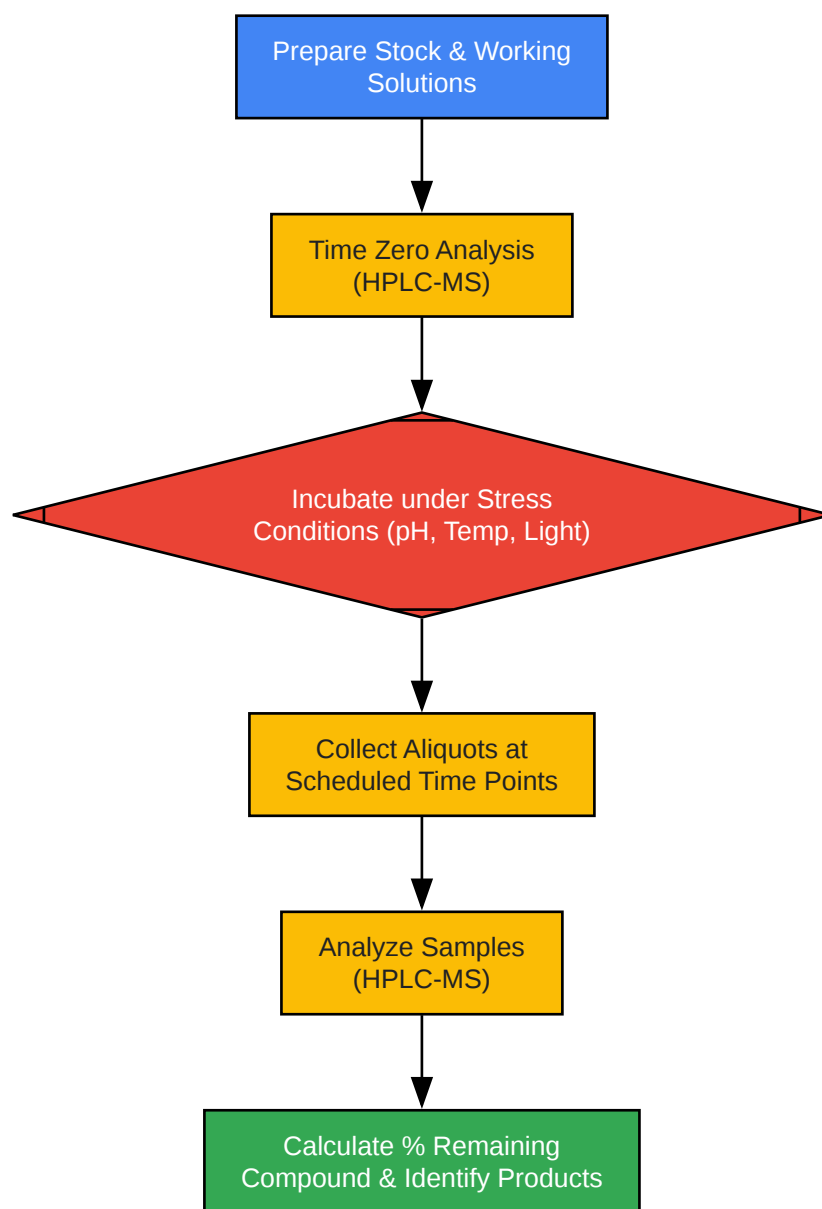 Prepare Stock & Working
Solutions
Time Zero Analysis
(HPLC-MS)
Incubate under Stress
Conditions (pH, Temp, Light)
Collect Aliquots at
Scheduled Time Points
Analyze Samples
(HPLC-MS)
Calculate % Remaining
Compound & Identify Products